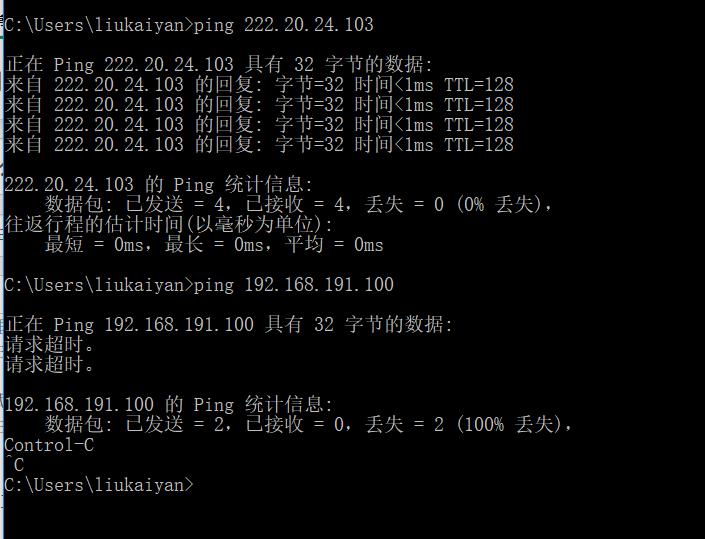 C:\Users\liukaiyan>ping 222.20.24.103
正在 Ping 222.20.24.103 具有 32 字节的数据:
来自 222.20.24.103 的回复: 字节=32 时间<1ms TTL=128
来自 222.20.24.103 的回复: 字节=32 时间<1ms TTL=128
来自 222.20.24.103 的回复: 字节=32 时间<1ms TTL=128
来自 222.20.24.103 的回复: 字节=32 时间<1ms TTL=128
222.20.24.103 的 Ping 统计信息:
数据包: 已发送 = 4，已接收 = 4，丢失 = 0 (0% 丢失)，
往返行程的估计时间(以毫秒为单位):
最短 = 0ms，最长 = 0ms，平均 = 0ms
C:\Users\liukaiyan>ping 192.168.191.100
正在 Ping 192.168.191.100 具有 32 字节的数据:
请求超时。
请求超时。
192.168.191.100 的 Ping 统计信息:
数据包: 已发送 = 2，已接收 = 0，丢失 = 2 (100% 丢失)，
Control-C
^C
C:\Users\liukaiyan>